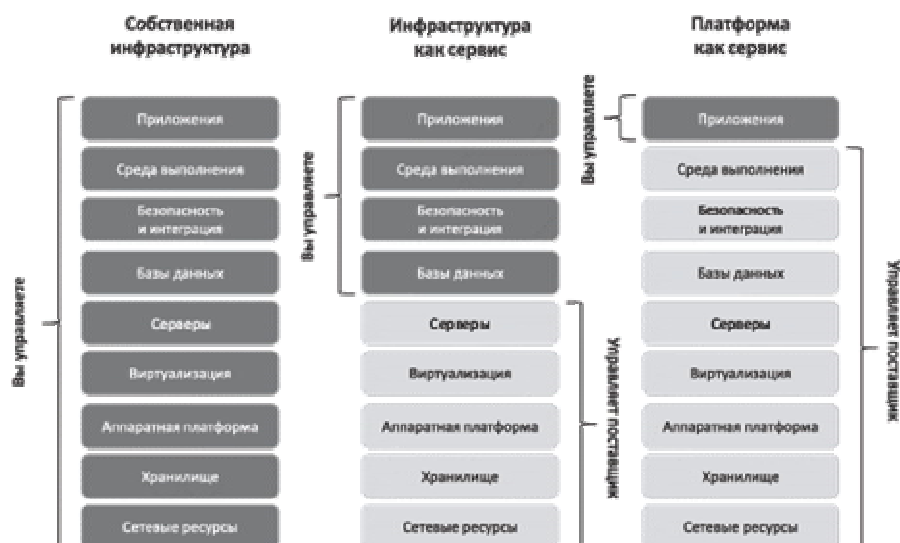 Собственная
инфраструктура
Вы управляете
Приложения
Среда выполнения
Безопасность
и интеграция
Базы данных
Серверы
Виртуализация
Аппаратная платформа
Хранилище
Сетевые ресурсы
Инфраструктура
как сервис
Вы управляете
Приложения
Среда выполнения
Безопасность
и интеграция
Базы данных
Серверы
Виртуализация
Аппаратная платформа
Хранилище
Сетевые ресурсы
Управляет поставщик
Платформа
как сервис
Вы управляете
Приложения
Среда выполнения
Безопасность
и интеграция
Базы данных
Серверы
Виртуализация
Аппаратная платформа
Хранилище
Сетевые ресурсы
Управляет поставщик